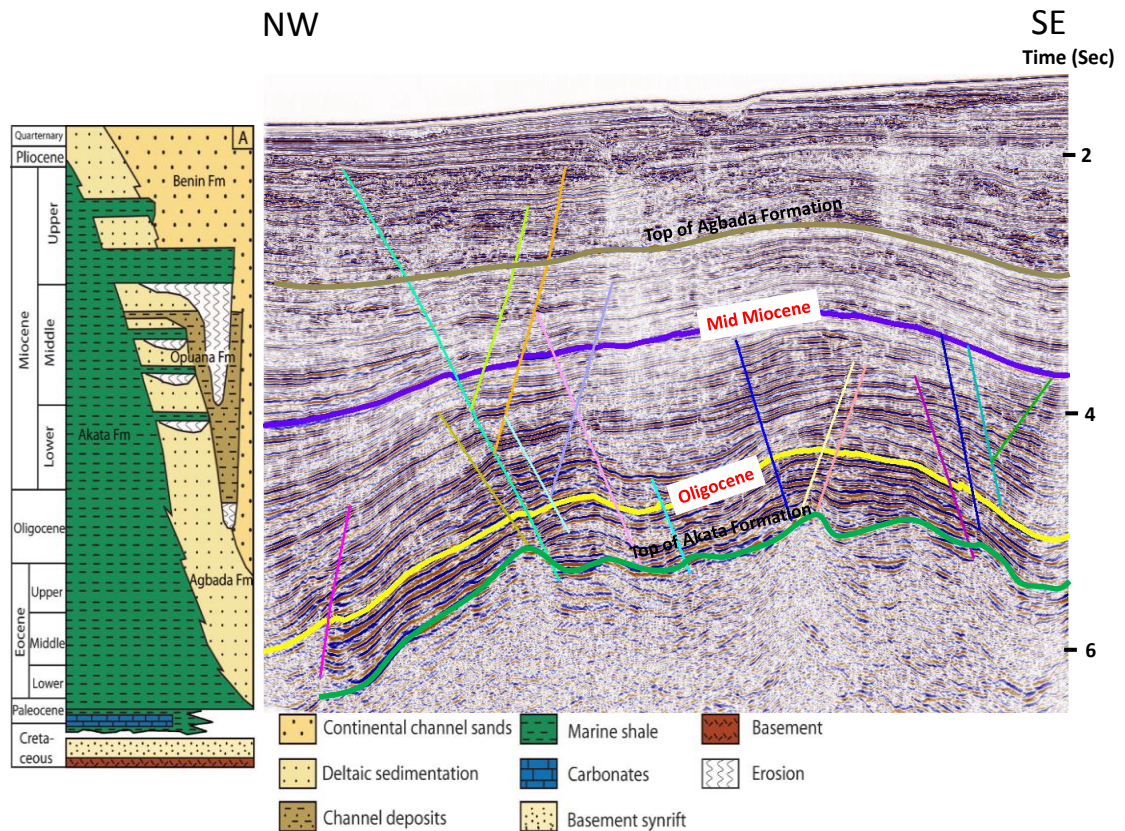 NW
SE
Time (Sec)
2
4
6
Top of Agbada Formation
Mid Miocene
Oligocene
Top of Akata Formation
A
Quarternary
Pliocene
Miocene
Upper
Middle
Lower
Oligocene
Eocene
Upper
Middle
Lower
Paleocene
Creta-
ceous
Benin Fm
Opuana Fm
Akata Fm
Agbada Fm
Continental channel sands
Marine shale
Basement
Deltaic sedimentation
Carbonates
Erosion
Channel deposits
Basement synrift